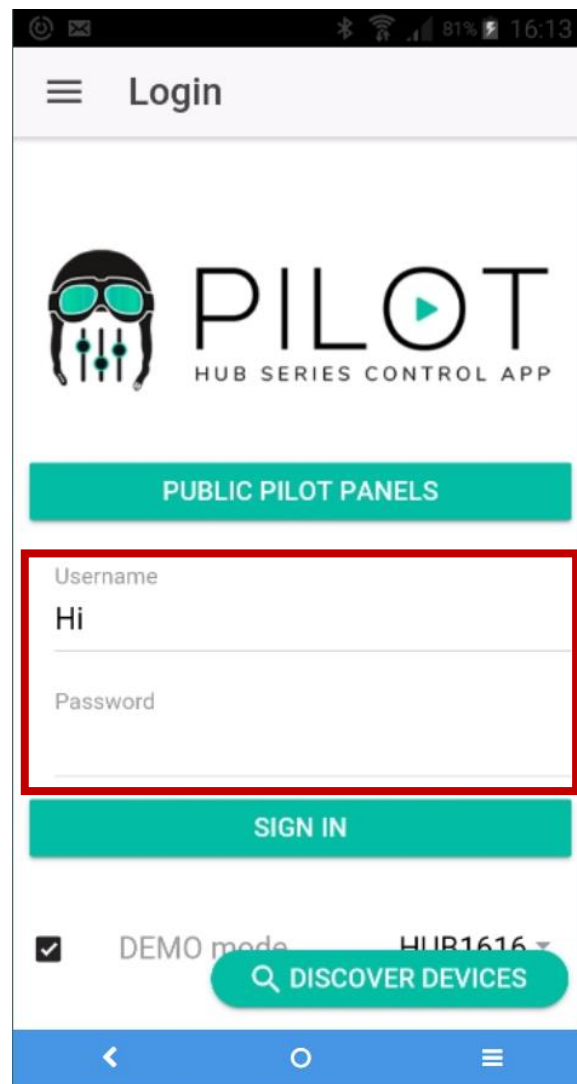 81% 16:13
Login
PILOT
HUB SERIES CONTROL APP
PUBLIC PILOT PANELS
Username
Hi
Password
SIGN IN
DEMO mode HUB1616
DISCOVER DEVICES